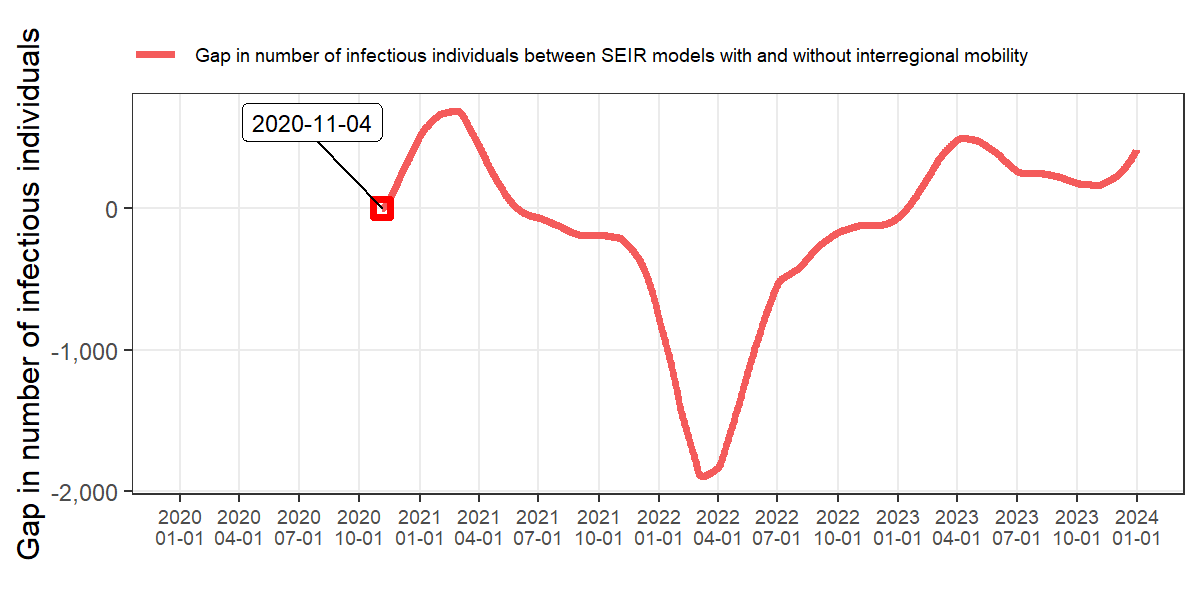 Gap in number of infectious individuals between SEIR models with and without interregional mobility
Gap in number of infectious individuals
2020-11-04
0
-1,000
-2,000
2020 2020 2020 2020 2021 2021 2021 2021 2022 2022 2022 2022 2023 2023 2023 2023 2024
01-01 04-01 07-01 10-01 01-01 04-01 07-01 10-01 01-01 04-01 07-01 10-01 01-01 04-01 07-01 10-01 01-01